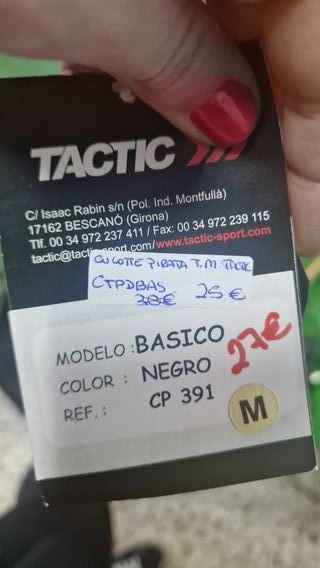 TACTIC
C/ Isaac Rabin s/n (Pol. Ind. Montfullà)
17162 BESCANÓ (Girona)
Tlf. 00 34 972 237 411 / Fax: 00 34 972 239 115
tactic@tactic-sport.com / www.tactic-sport.com
CULOTTE PIRATA T.M.
CTPDBAS
38€ 25€
27€
MODELO : BASICO
COLOR : NEGRO
REF. : CP 391
M